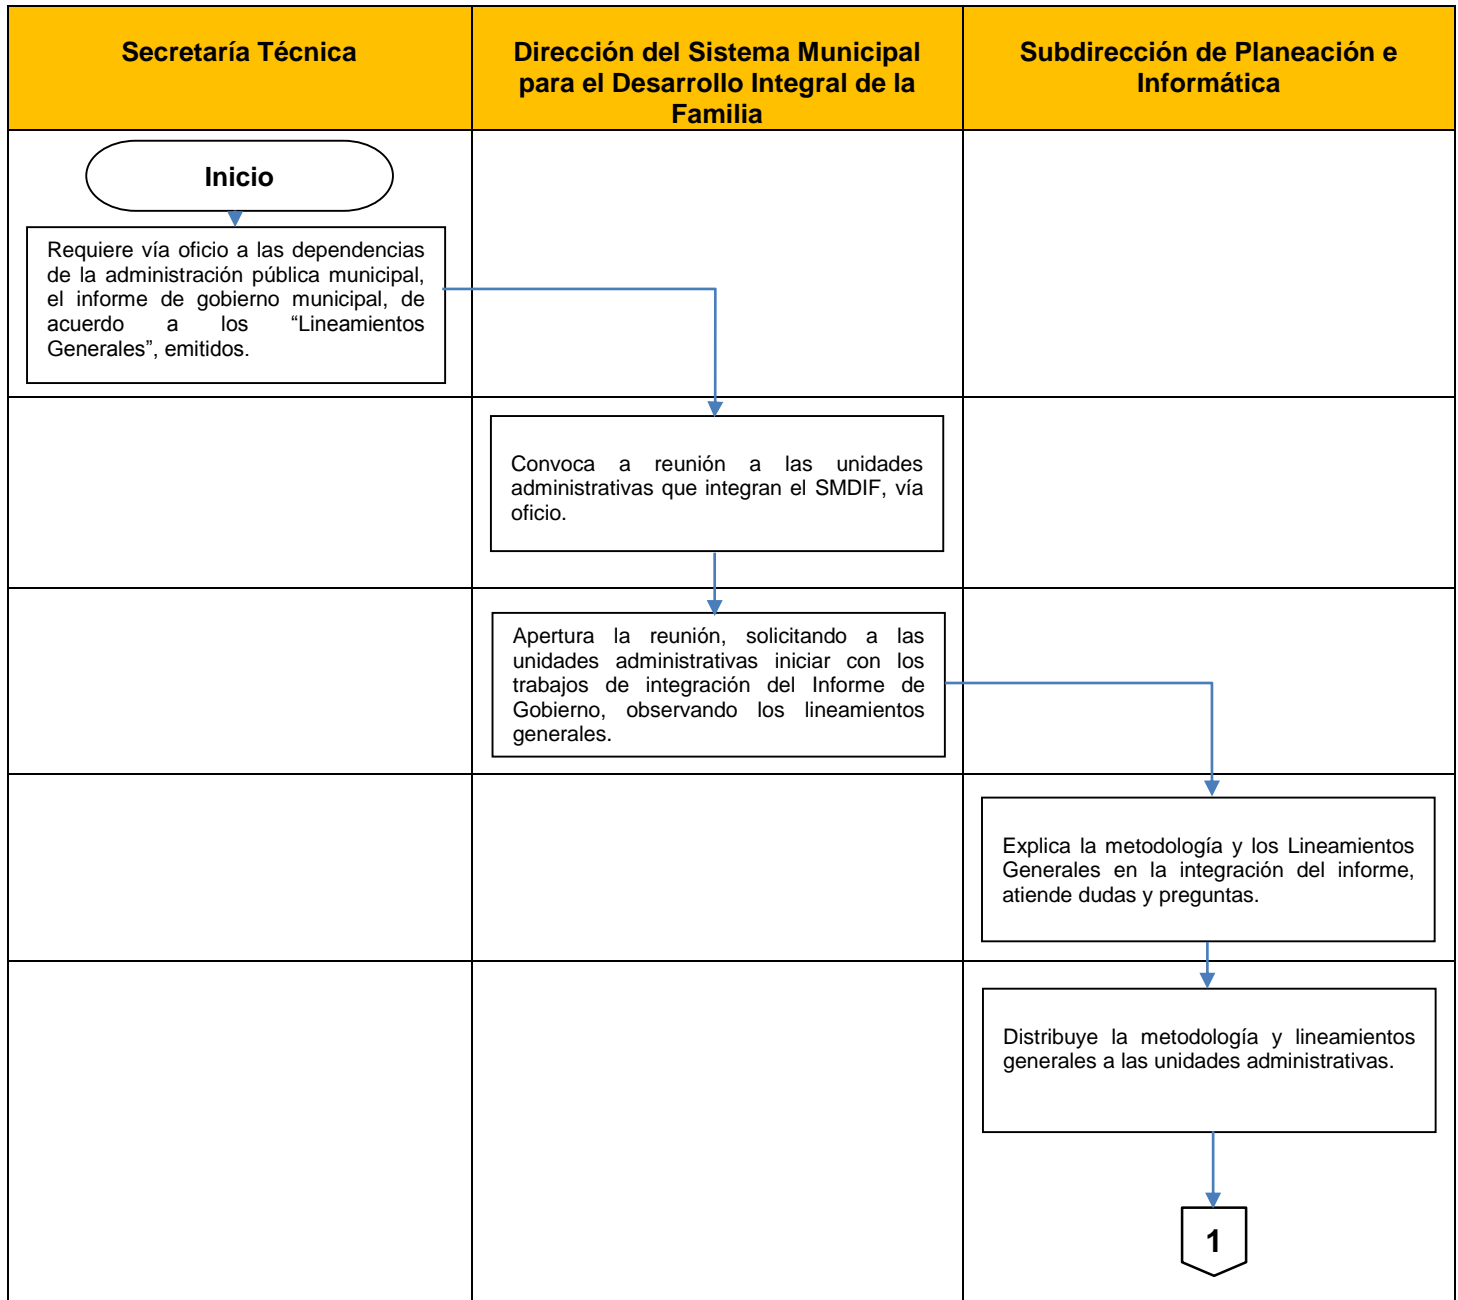 Secretaría Técnica
Dirección del Sistema Municipal
para el Desarrollo Integral de la
Familia
Subdirección de Planeación e
Informática
Inicio
Requiere vía oficio a las dependencias
de la administración pública municipal,
el informe de gobierno municipal, de
acuerdo a los “Lineamientos
Generales”, emitidos.
Convoca a reunión a las unidades
administrativas que integran el SMDIF, vía
oficio.
Apertura la reunión, solicitando a las
unidades administrativas iniciar con los
trabajos de integración del Informe de
Gobierno, observando los lineamientos
generales.
Explica la metodología y los Lineamientos
Generales en la integración del informe,
atiende dudas y preguntas.
Distribuye la metodología y lineamientos
generales a las unidades administrativas.
1